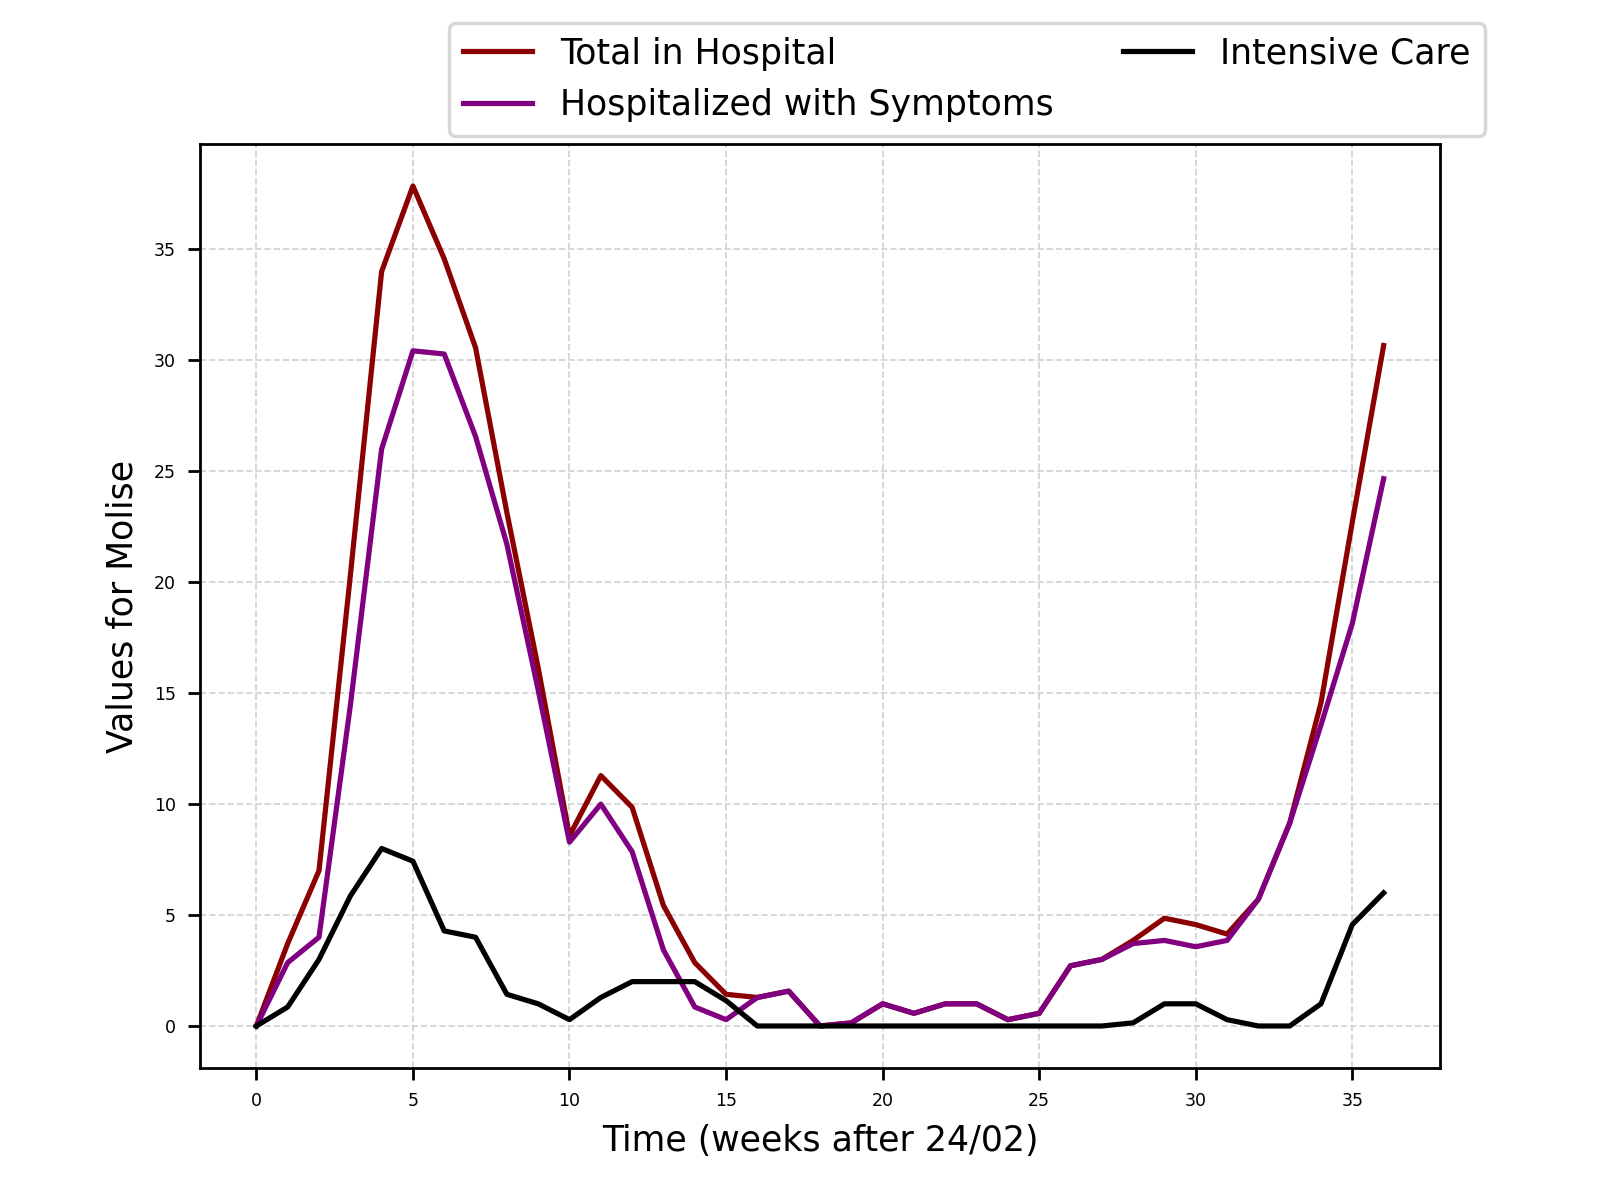 Total in Hospital
Hospitalized with Symptoms
Intensive Care
Values for Molise
35
30
25
20
15
10
5
0
0 5 10 15 20 25 30 35
Time (weeks after 24/02)